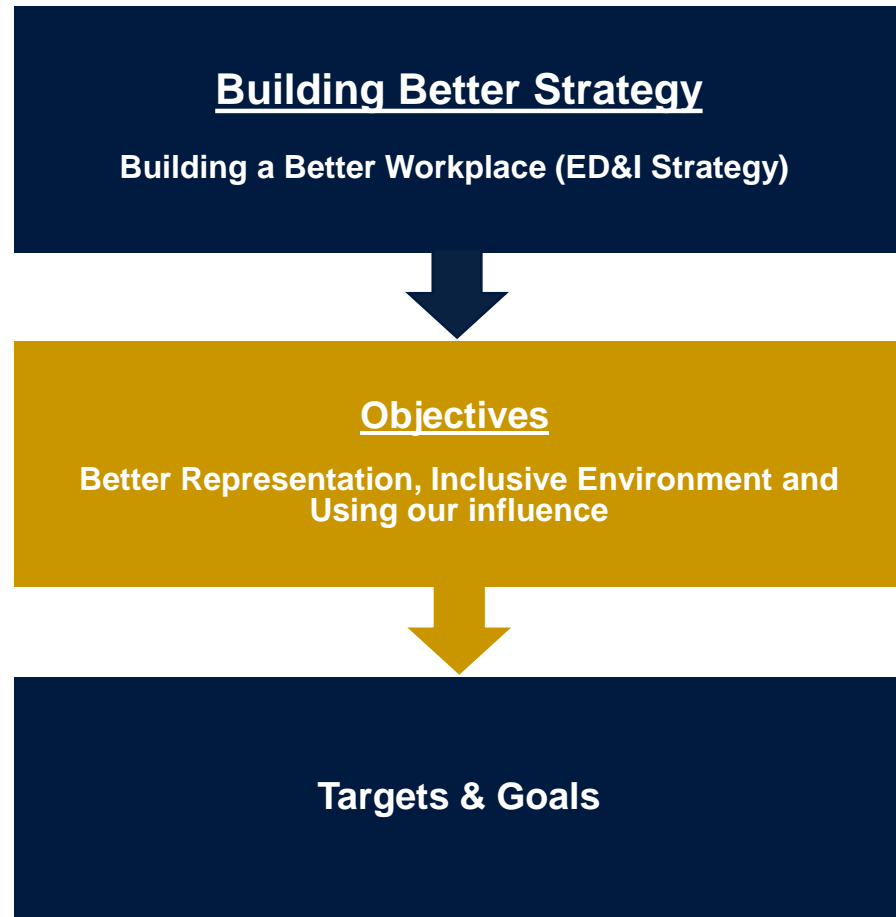 Building Better Strategy
Building a Better Workplace (ED&I Strategy)
Objectives
Better Representation, Inclusive Environment and
Using our influence
Targets & Goals